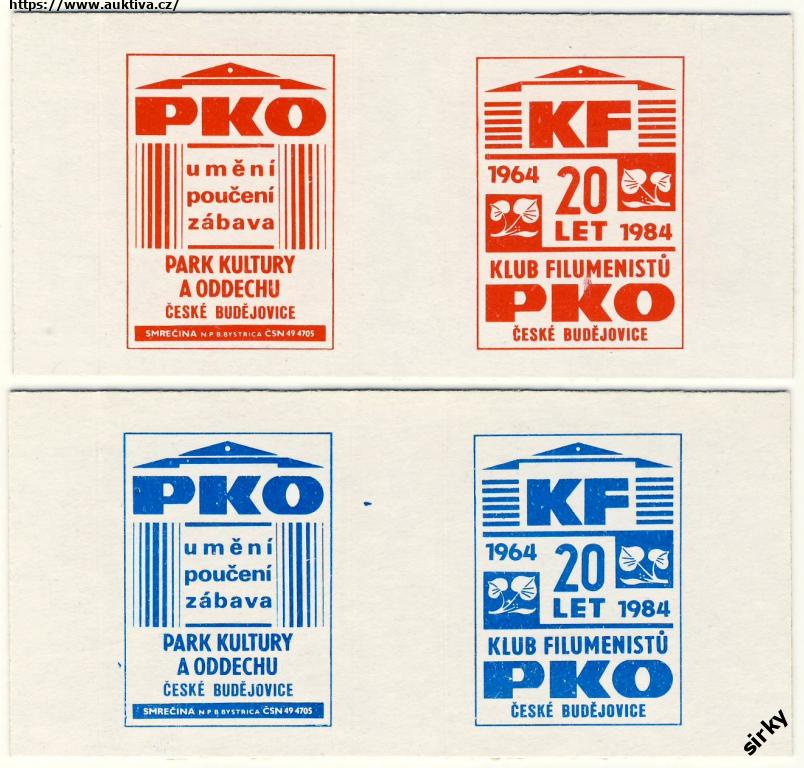 https://www.auktiva.cz/
PKO
umění
poučení
zábava
PARK KULTURY
A ODDECHU
ČESKÉ BUDĚJOVICE
SMREČINA N.P.B.BYSTRICA ČSN 49 4705
KF
1964
20
LET 1984
KLUB FILUMENISTŮ
PKO
ČESKÉ BUDĚJOVICE
PKO
umění
poučení
zábava
PARK KULTURY
A ODDECHU
ČESKÉ BUDĚJOVICE
SMREČINA N.P.B.BYSTRICA ČSN 49 4705
KF
1964
20
LET 1984
KLUB FILUMENISTŮ
PKO
ČESKÉ BUDĚJOVICE
sirky